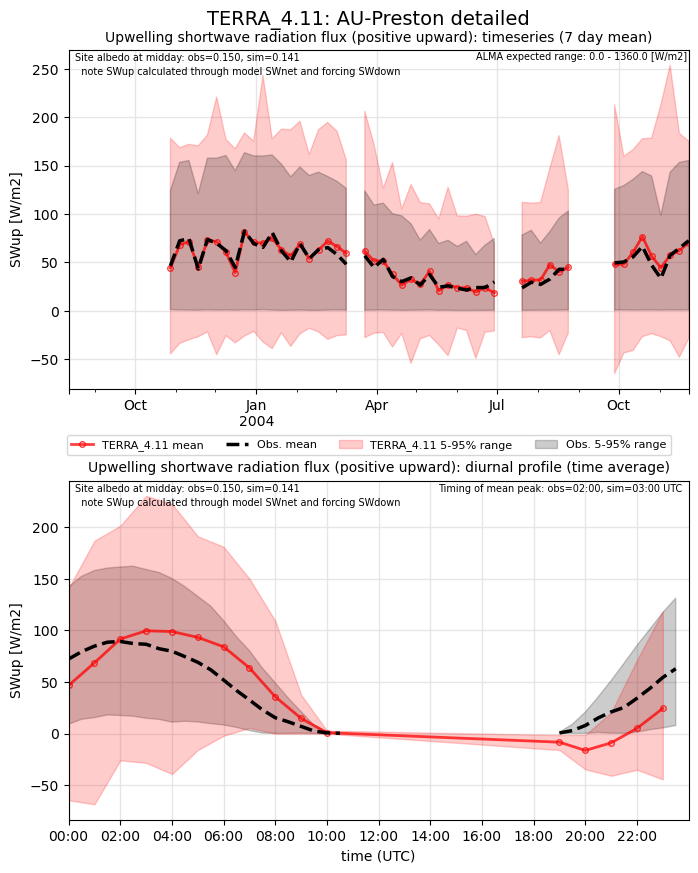 TERRA_4.11: AU-Preston detailed
Upwelling shortwave radiation flux (positive upward): timeseries (7 day mean)
Site albedo at midday: obs=0.150, sim=0.141
note SWup calculated through model SWnet and forcing SWdown
ALMA expected range: 0.0 - 1360.0 [W/m2]
SWup [W/m2]
250
200
150
100
50
0
−50
Oct
Jan
2004
Apr
Jul
Oct
TERRA_4.11 mean
Obs. mean
TERRA_4.11 5-95% range
Obs. 5-95% range
Upwelling shortwave radiation flux (positive upward): diurnal profile (time average)
Site albedo at midday: obs=0.150, sim=0.141
note SWup calculated through model SWnet and forcing SWdown
Timing of mean peak: obs=02:00, sim=03:00 UTC
SWup [W/m2]
200
150
100
50
0
−50
00:00
02:00
04:00
06:00
08:00
10:00
12:00
14:00
16:00
18:00
20:00
22:00
time (UTC)